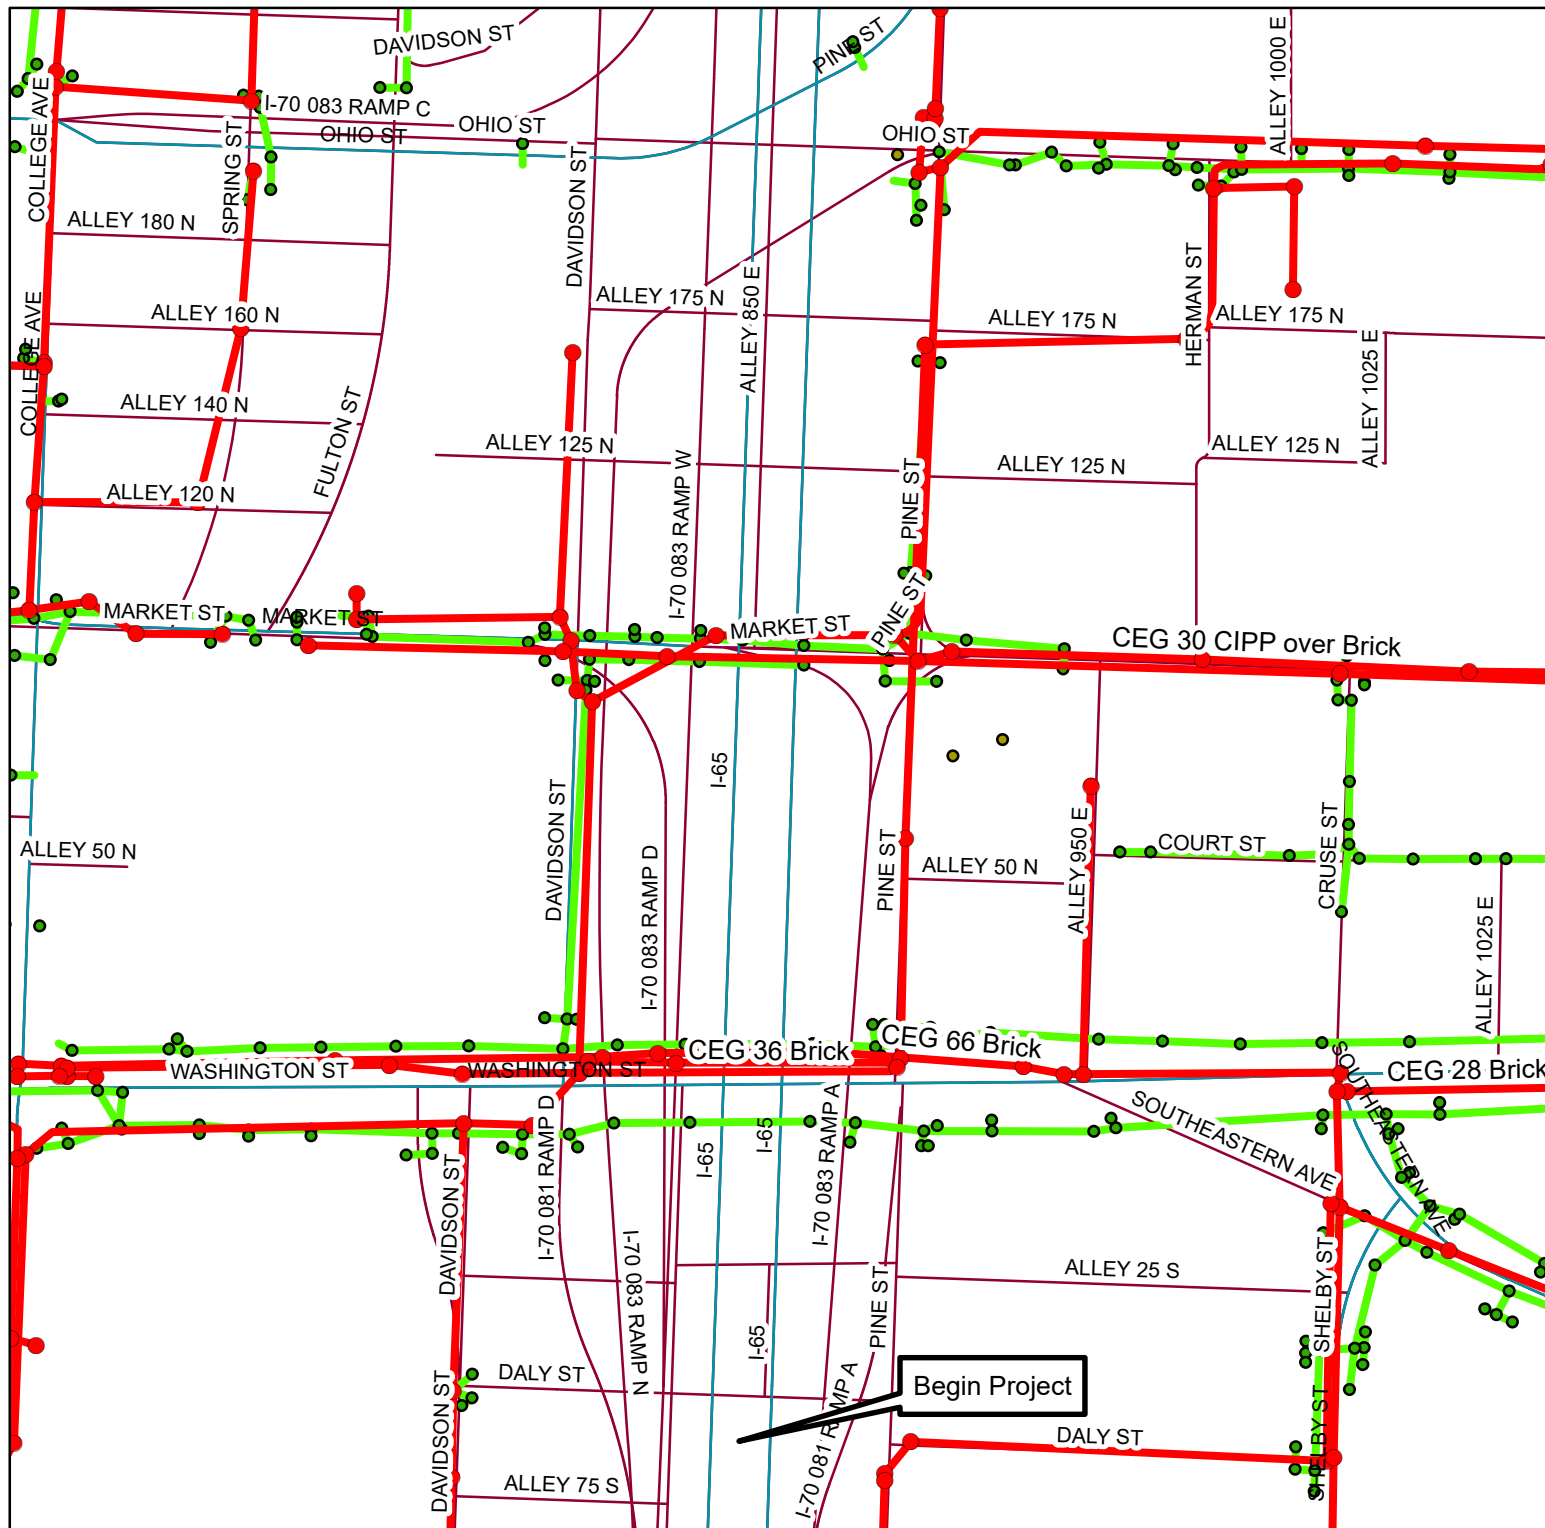 DAVIDSON ST
PINE ST
ALLEY 1000 E
COLLEGE AVE
I-70 083 RAMP C
OHIO ST
OHIO ST
OHIO ST
SPRING ST
DAVIDSON ST
ALLEY 180 N
ALLEY 850 E
HERMAN ST
ALLEY 175 N
ALLEY 160 N
ALLEY 175 N
ALLEY 175 N
COLLEGE AVE
ALLEY 1025 E
ALLEY 140 N
FULTON ST
ALLEY 125 N
I-70 083 RAMP W
PINE ST
ALLEY 125 N
ALLEY 125 N
ALLEY 120 N
MARKET ST
MARKET ST
MARKET ST
PINE ST
CEG 30 CIPP over Brick
I-65
DAVIDSON ST
I-70 083 RAMP D
PINE ST
ALLEY 50 N
ALLEY 50 N
ALLEY 950 E
COURT ST
CRUSE ST
ALLEY 1025 E
WASHINGTON ST
WASHINGTON ST
CEG 36 Brick
CEG 66 Brick
CEG 28 Brick
SOUTHEASTERN AVE
SOUTHEASTERN AVE
DAVIDSON ST
I-70 081 RAMP D
I-65
I-65
I-70 083 RAMP A
I-70 083 RAMP N
ALLEY 25 S
PINE ST
SHELBY ST
I-65
DALY ST
Begin Project
DAVIDSON ST
I-70 081 RAMP A
DALY ST
SHELBY ST
ALLEY 75 S